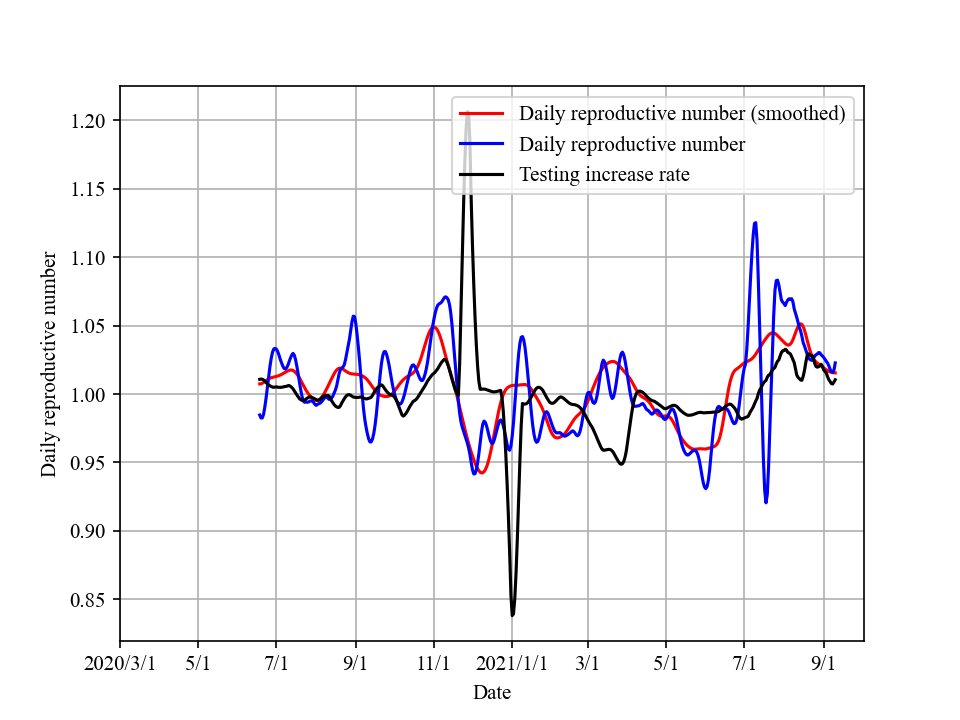 Daily reproductive number (smoothed)
Daily reproductive number
Testing increase rate
1.20
1.15
1.10
1.05
1.00
0.95
0.90
0.85
Daily reproductive number
2020/3/1 5/1 7/1 9/1 11/1 2021/1/1 3/1 5/1 7/1 9/1
Date